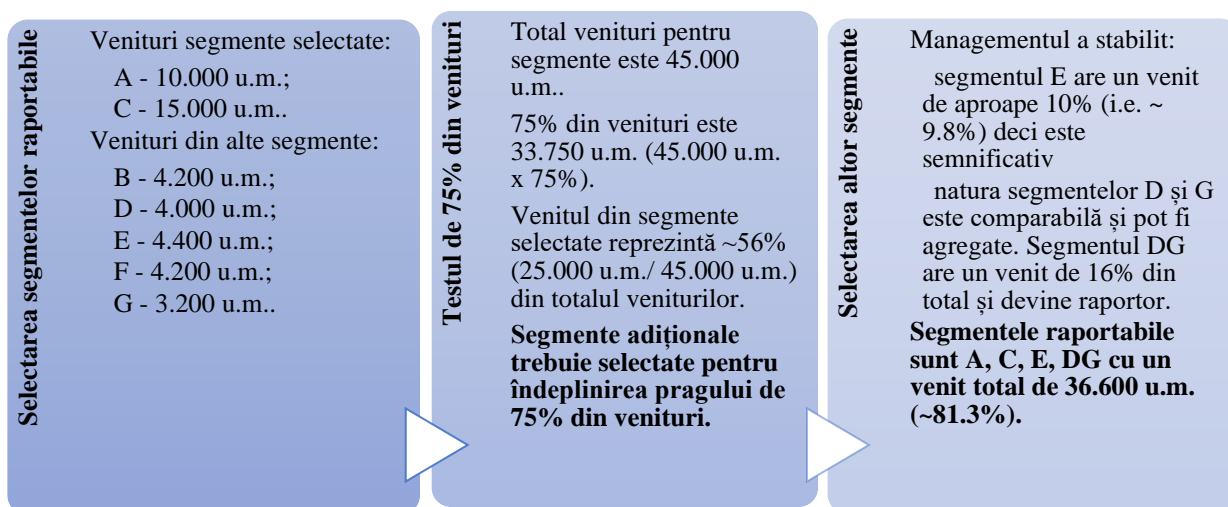 Selectarea segmentelor raportabile
Venituri segmente selectate:
A - 10.000 u.m.;
C - 15.000 u.m..
Venituri din alte segmente:
B - 4.200 u.m.;
D - 4.000 u.m.;
E - 4.400 u.m.;
F - 4.200 u.m.;
G - 3.200 u.m..
Testul de 75% din venituri
Total venituri pentru
segmente este 45.000
u.m..
75% din venituri este
33.750 u.m. (45.000 u.m.
x 75%).
Venitul din segmente
selectate reprezintă ~56%
(25.000 u.m./ 45.000 u.m.)
din totalul veniturilor.
Segmente adiționale
trebuie selectate pentru
îndeplinirea pragului de
75% din venituri.
Selectarea altor segmente
Managementul a stabilit:
segmentul E are un venit
de aproape 10% (i.e. ~
9.8%) deci este
semnificativ
natura segmentelor D și G
este comparabilă și pot fi
agregate. Segmentul DG
are un venit de 16% din
total și devine raportor.
Segmentele raportabile
sunt A, C, E, DG cu un
venit total de 36.600 u.m.
(~81.3%).